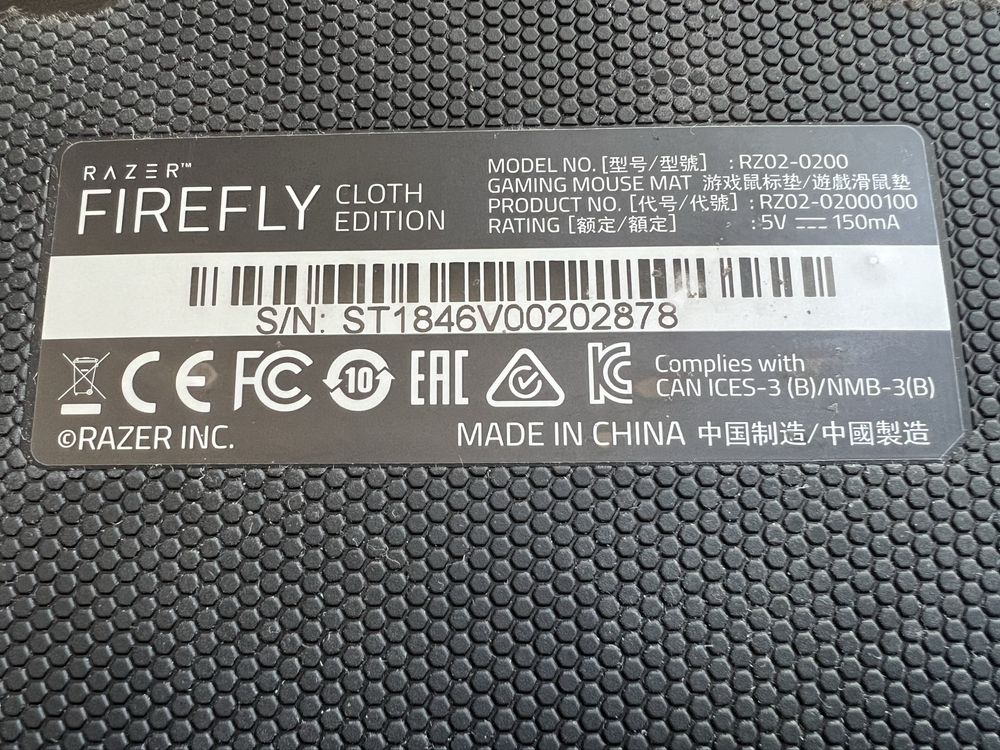 RAZER™
FIREFLY CLOTH EDITION
MODEL NO. [型号/型號] : RZ02-0200
GAMING MOUSE MAT 游戏鼠标垫/遊戲滑鼠墊
PRODUCT NO. [代号/代號] : RZ02-02000100
RATING [额定/額定] : 5V ⎓ 150mA
S/N: ST1846V00202878
CE FC 10 EAC KC
Complies with
CAN ICES-3 (B)/NMB-3(B)
©RAZER INC.
MADE IN CHINA 中国制造/中國製造